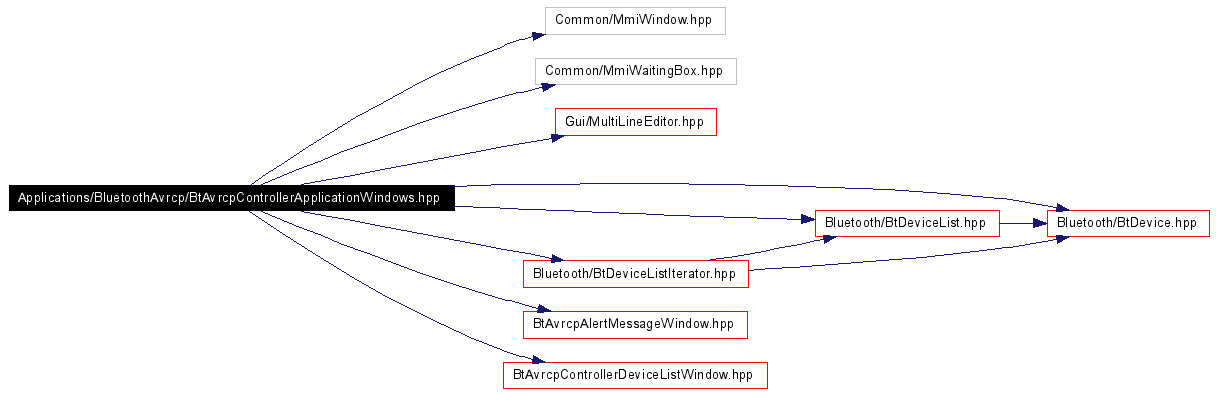 Common/MmiWindow.hpp
Common/MmiWaitingBox.hpp
Gui/MultiLineEditor.hpp
Applications/BluetoothAvrcp/BtAvrcpControllerApplicationWindows.hpp
Bluetooth/BtDeviceList.hpp
Bluetooth/BtDevice.hpp
Bluetooth/BtDeviceListIterator.hpp
BtAvrcpAlertMessageWindow.hpp
BtAvrcpControllerDeviceListWindow.hpp